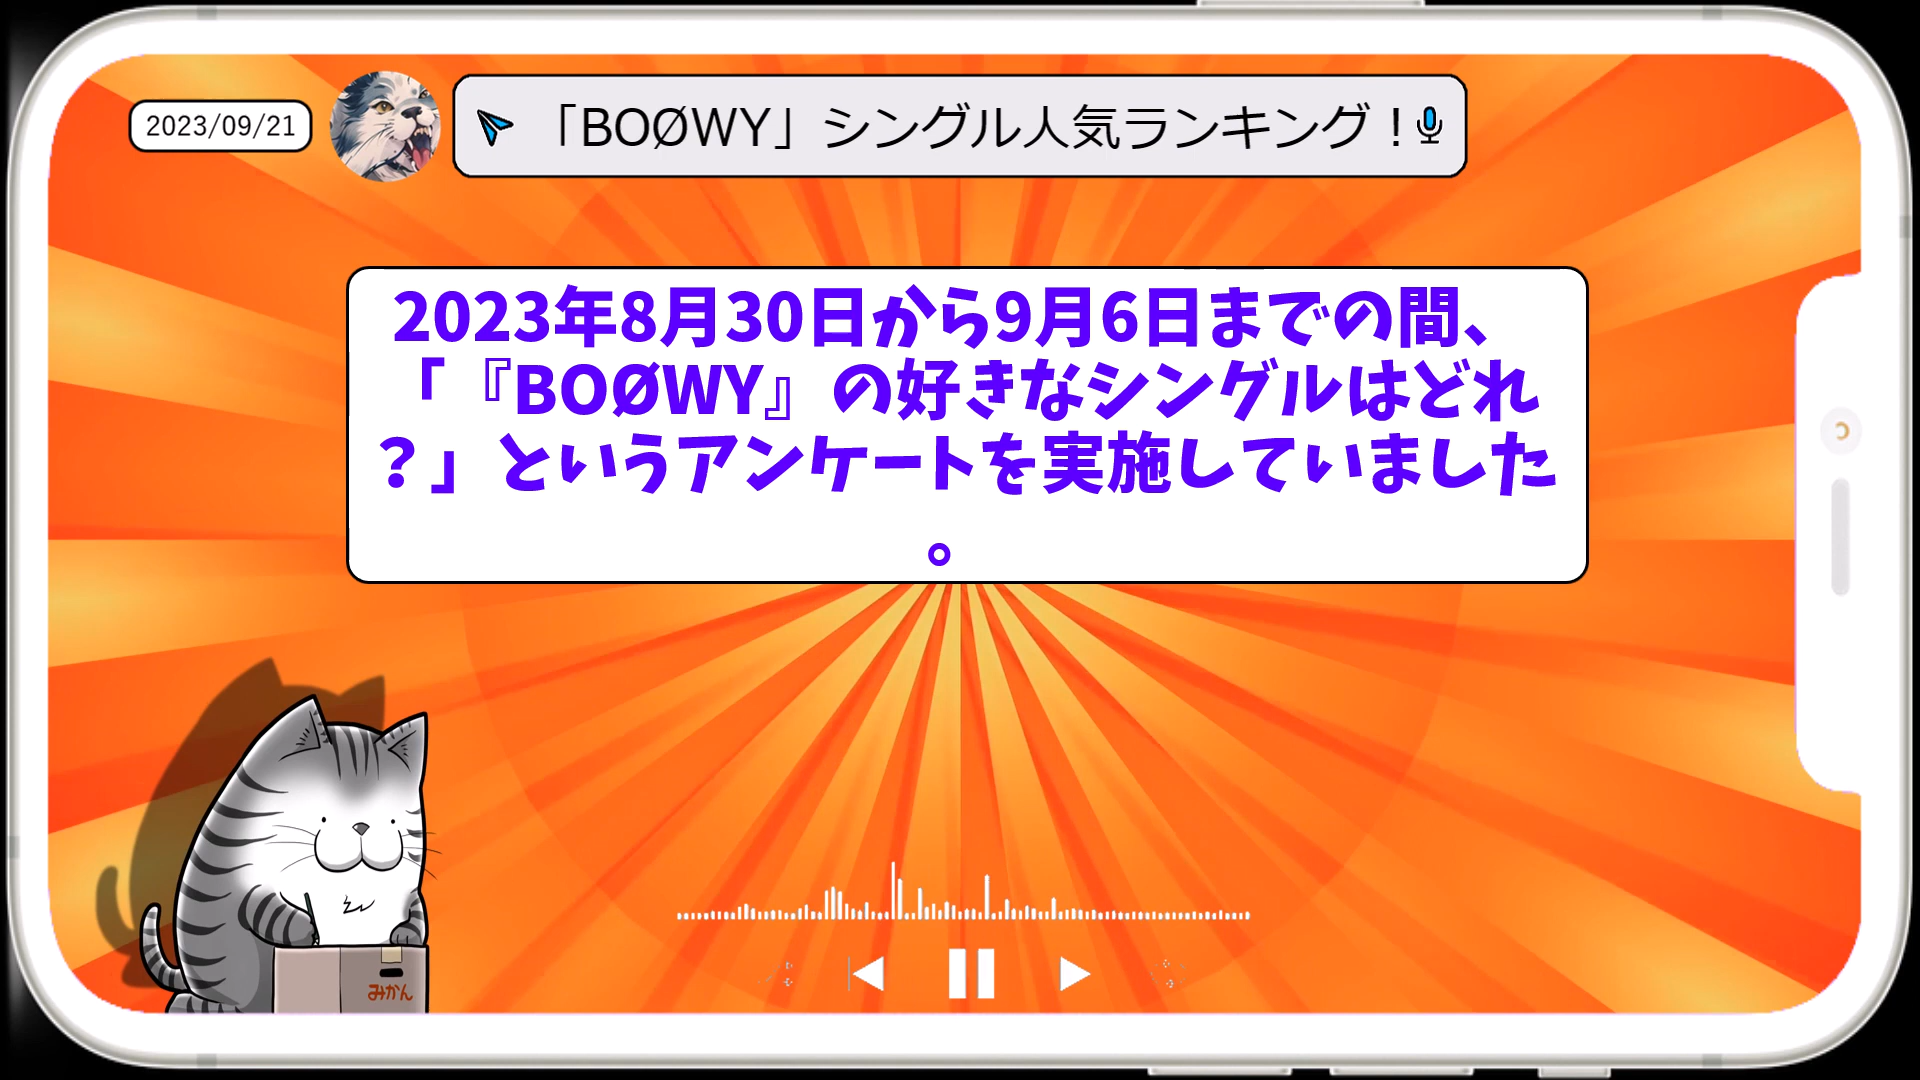 2023/09/21
「BOØWY」シングル人気ランキング！
2023年8月30日から9月6日までの間、
「『BOØWY』の好きなシングルはどれ
？」というアンケートを実施していました
。
みかん